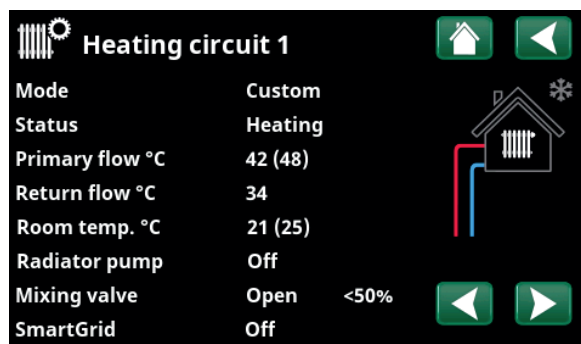 Heating circuit 1
Mode Custom
Status Heating
Primary flow °C 42 (48)
Return flow °C 34
Room temp. °C 21 (25)
Radiator pump Off
Mixing valve Open <50%
SmartGrid Off